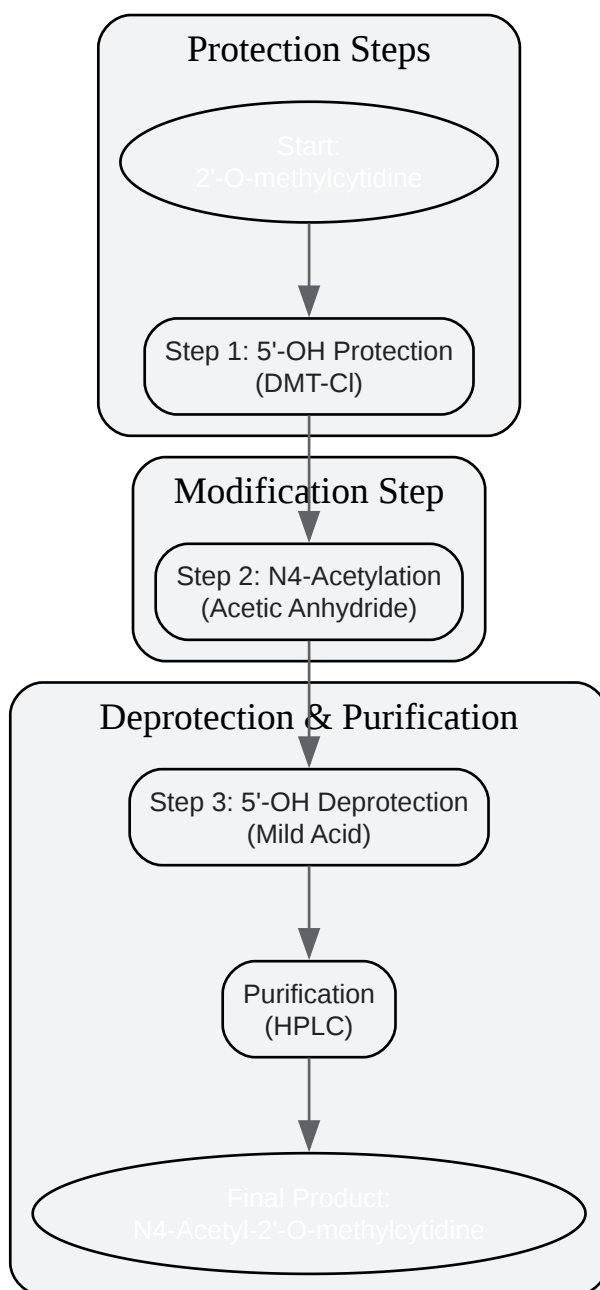 Protection Steps
Start:
2'-O-methylcytidine
Step 1: 5'-OH Protection
(DMT-Cl)
Modification Step
Step 2: N4-Acetylation
(Acetic Anhydride)
Deprotection & Purification
Step 3: 5'-OH Deprotection
(Mild Acid)
Purification
(HPLC)
Final Product:
N4-Acetyl-2'-O-methylcytidine